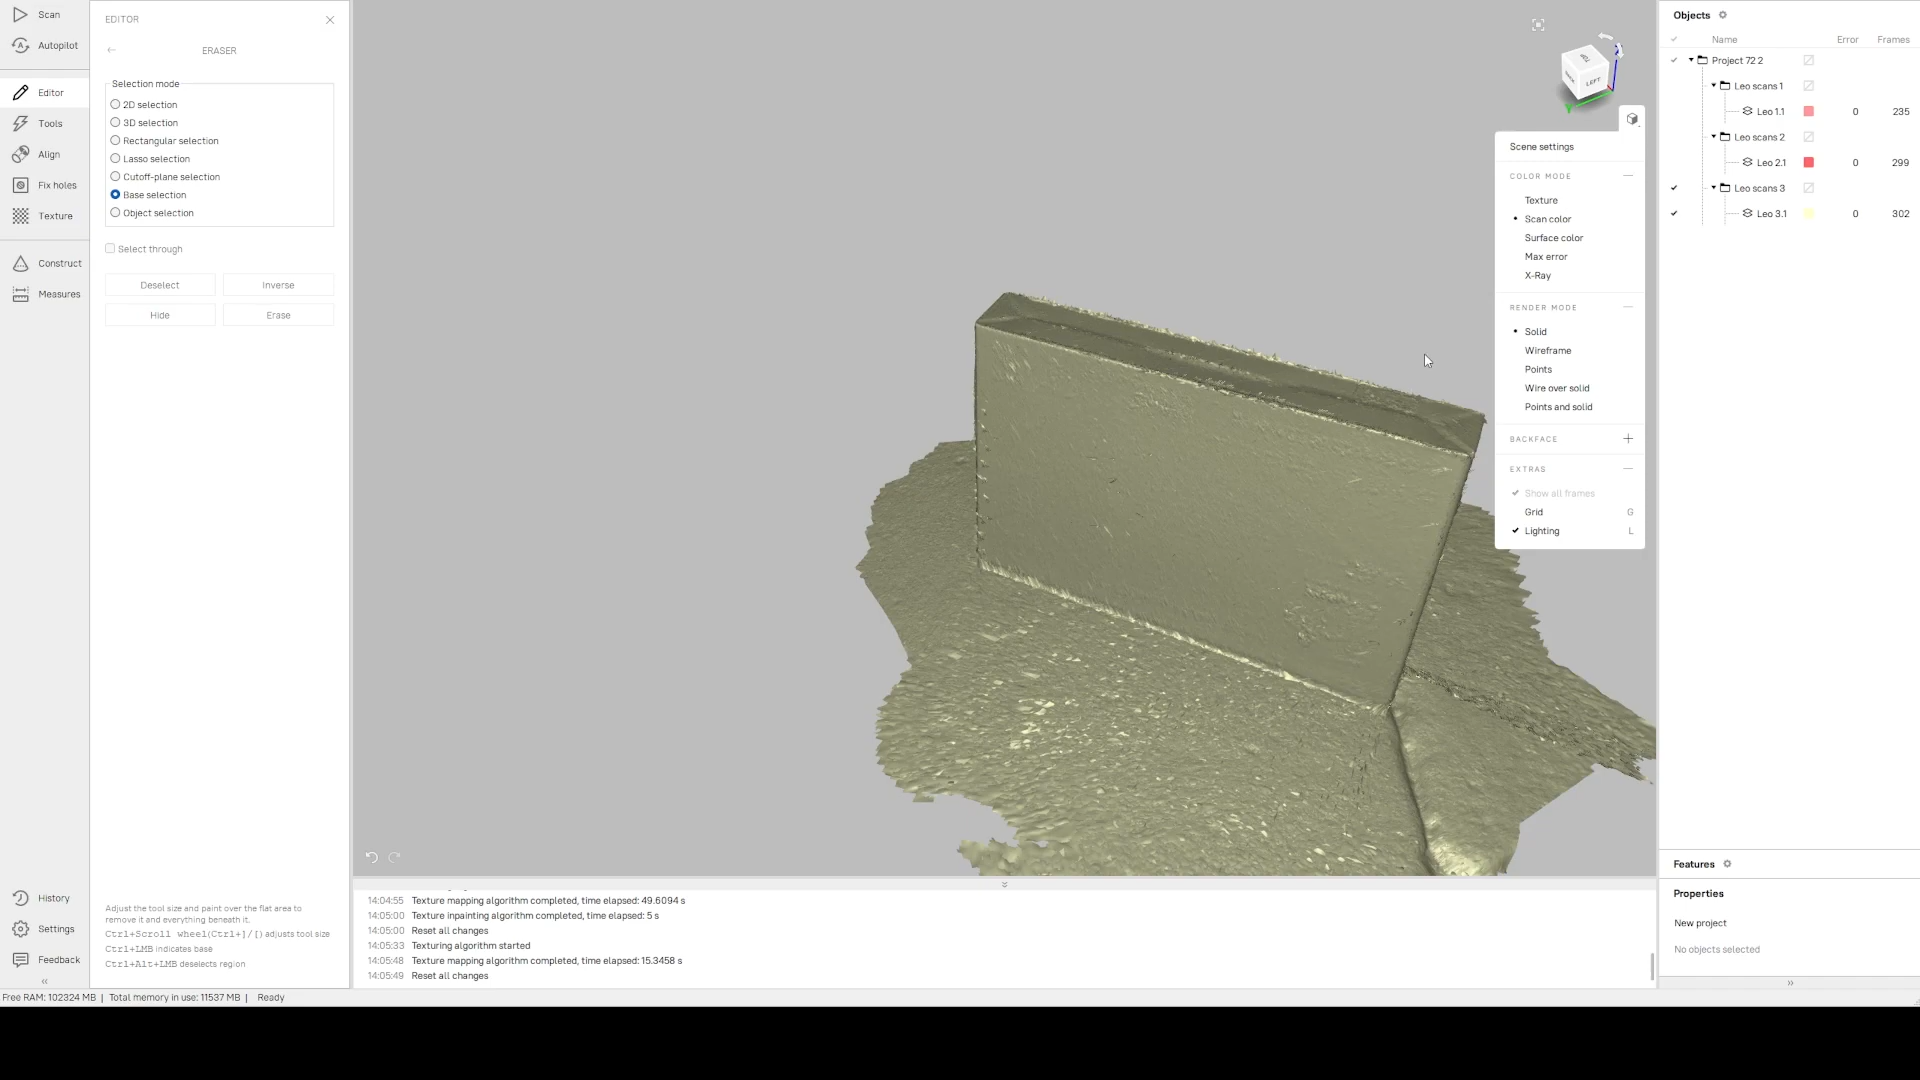 Scan
Autopilot
Editor
Tools
Align
Fix holes
Texture
Construct
Measures
History
Settings
Feedback
EDITOR
ERASER
Selection mode
2D selection
3D selection
Rectangular selection
Lasso selection
Cutoff-plane selection
Base selection
Object selection
Select through
Deselect
Inverse
Hide
Erase
Adjust the tool size and paint over the flat area to
remove it and everything beneath it.
Ctrl+Scroll wheel(Ctrl+]/[) adjusts tool size
Ctrl+LMB indicates base
Ctrl+Alt+LMB deselects region
LEFT
Scene settings
COLOR MODE
Texture
Scan color
Surface color
Max error
X-Ray
RENDER MODE
Solid
Wireframe
Points
Wire over solid
Points and solid
BACKFACE
EXTRAS
Show all frames
Grid G
Lighting L
14:04:55 Texture mapping algorithm completed, time elapsed: 49.6094 s
14:05:00 Texture inpainting algorithm completed, time elapsed: 5 s
14:05:00 Reset all changes
14:05:33 Texturing algorithm started
14:05:48 Texture mapping algorithm completed, time elapsed: 15.3458 s
14:05:49 Reset all changes
Objects
Name Error Frames
Project 72 2
Leo scans 1
Leo 1.1 0 235
Leo scans 2
Leo 2.1 0 299
Leo scans 3
Leo 3.1 0 302
Features
Properties
New project
No objects selected
Free RAM: 102324 MB | Total memory in use: 11537 MB | Ready